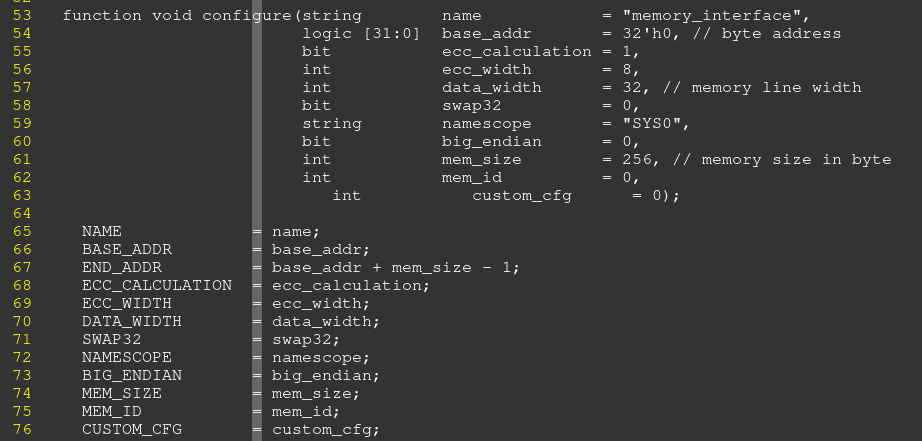 53   function void configure(string        name            = "memory_interface",
54                           logic [31:0]  base_addr       = 32'h0, // byte address
55                           bit           ecc_calculation = 1,
56                           int           ecc_width       = 8,
57                           int           data_width      = 32, // memory line width
58                           bit           swap32          = 0,
59                           string        namescope       = "SYS0",
60                           bit           big_endian      = 0,
61                           int           mem_size        = 256, // memory size in byte
62                           int           mem_id          = 0,
63                              int           custom_cfg      = 0);
64
65     NAME             = name;
66     BASE_ADDR        = base_addr;
67     END_ADDR         = base_addr + mem_size - 1;
68     ECC_CALCULATION  = ecc_calculation;
69     ECC_WIDTH        = ecc_width;
70     DATA_WIDTH       = data_width;
71     SWAP32           = swap32;
72     NAMESCOPE        = namescope;
73     BIG_ENDIAN       = big_endian;
74     MEM_SIZE         = mem_size;
75     MEM_ID           = mem_id;
76     CUSTOM_CFG       = custom_cfg;